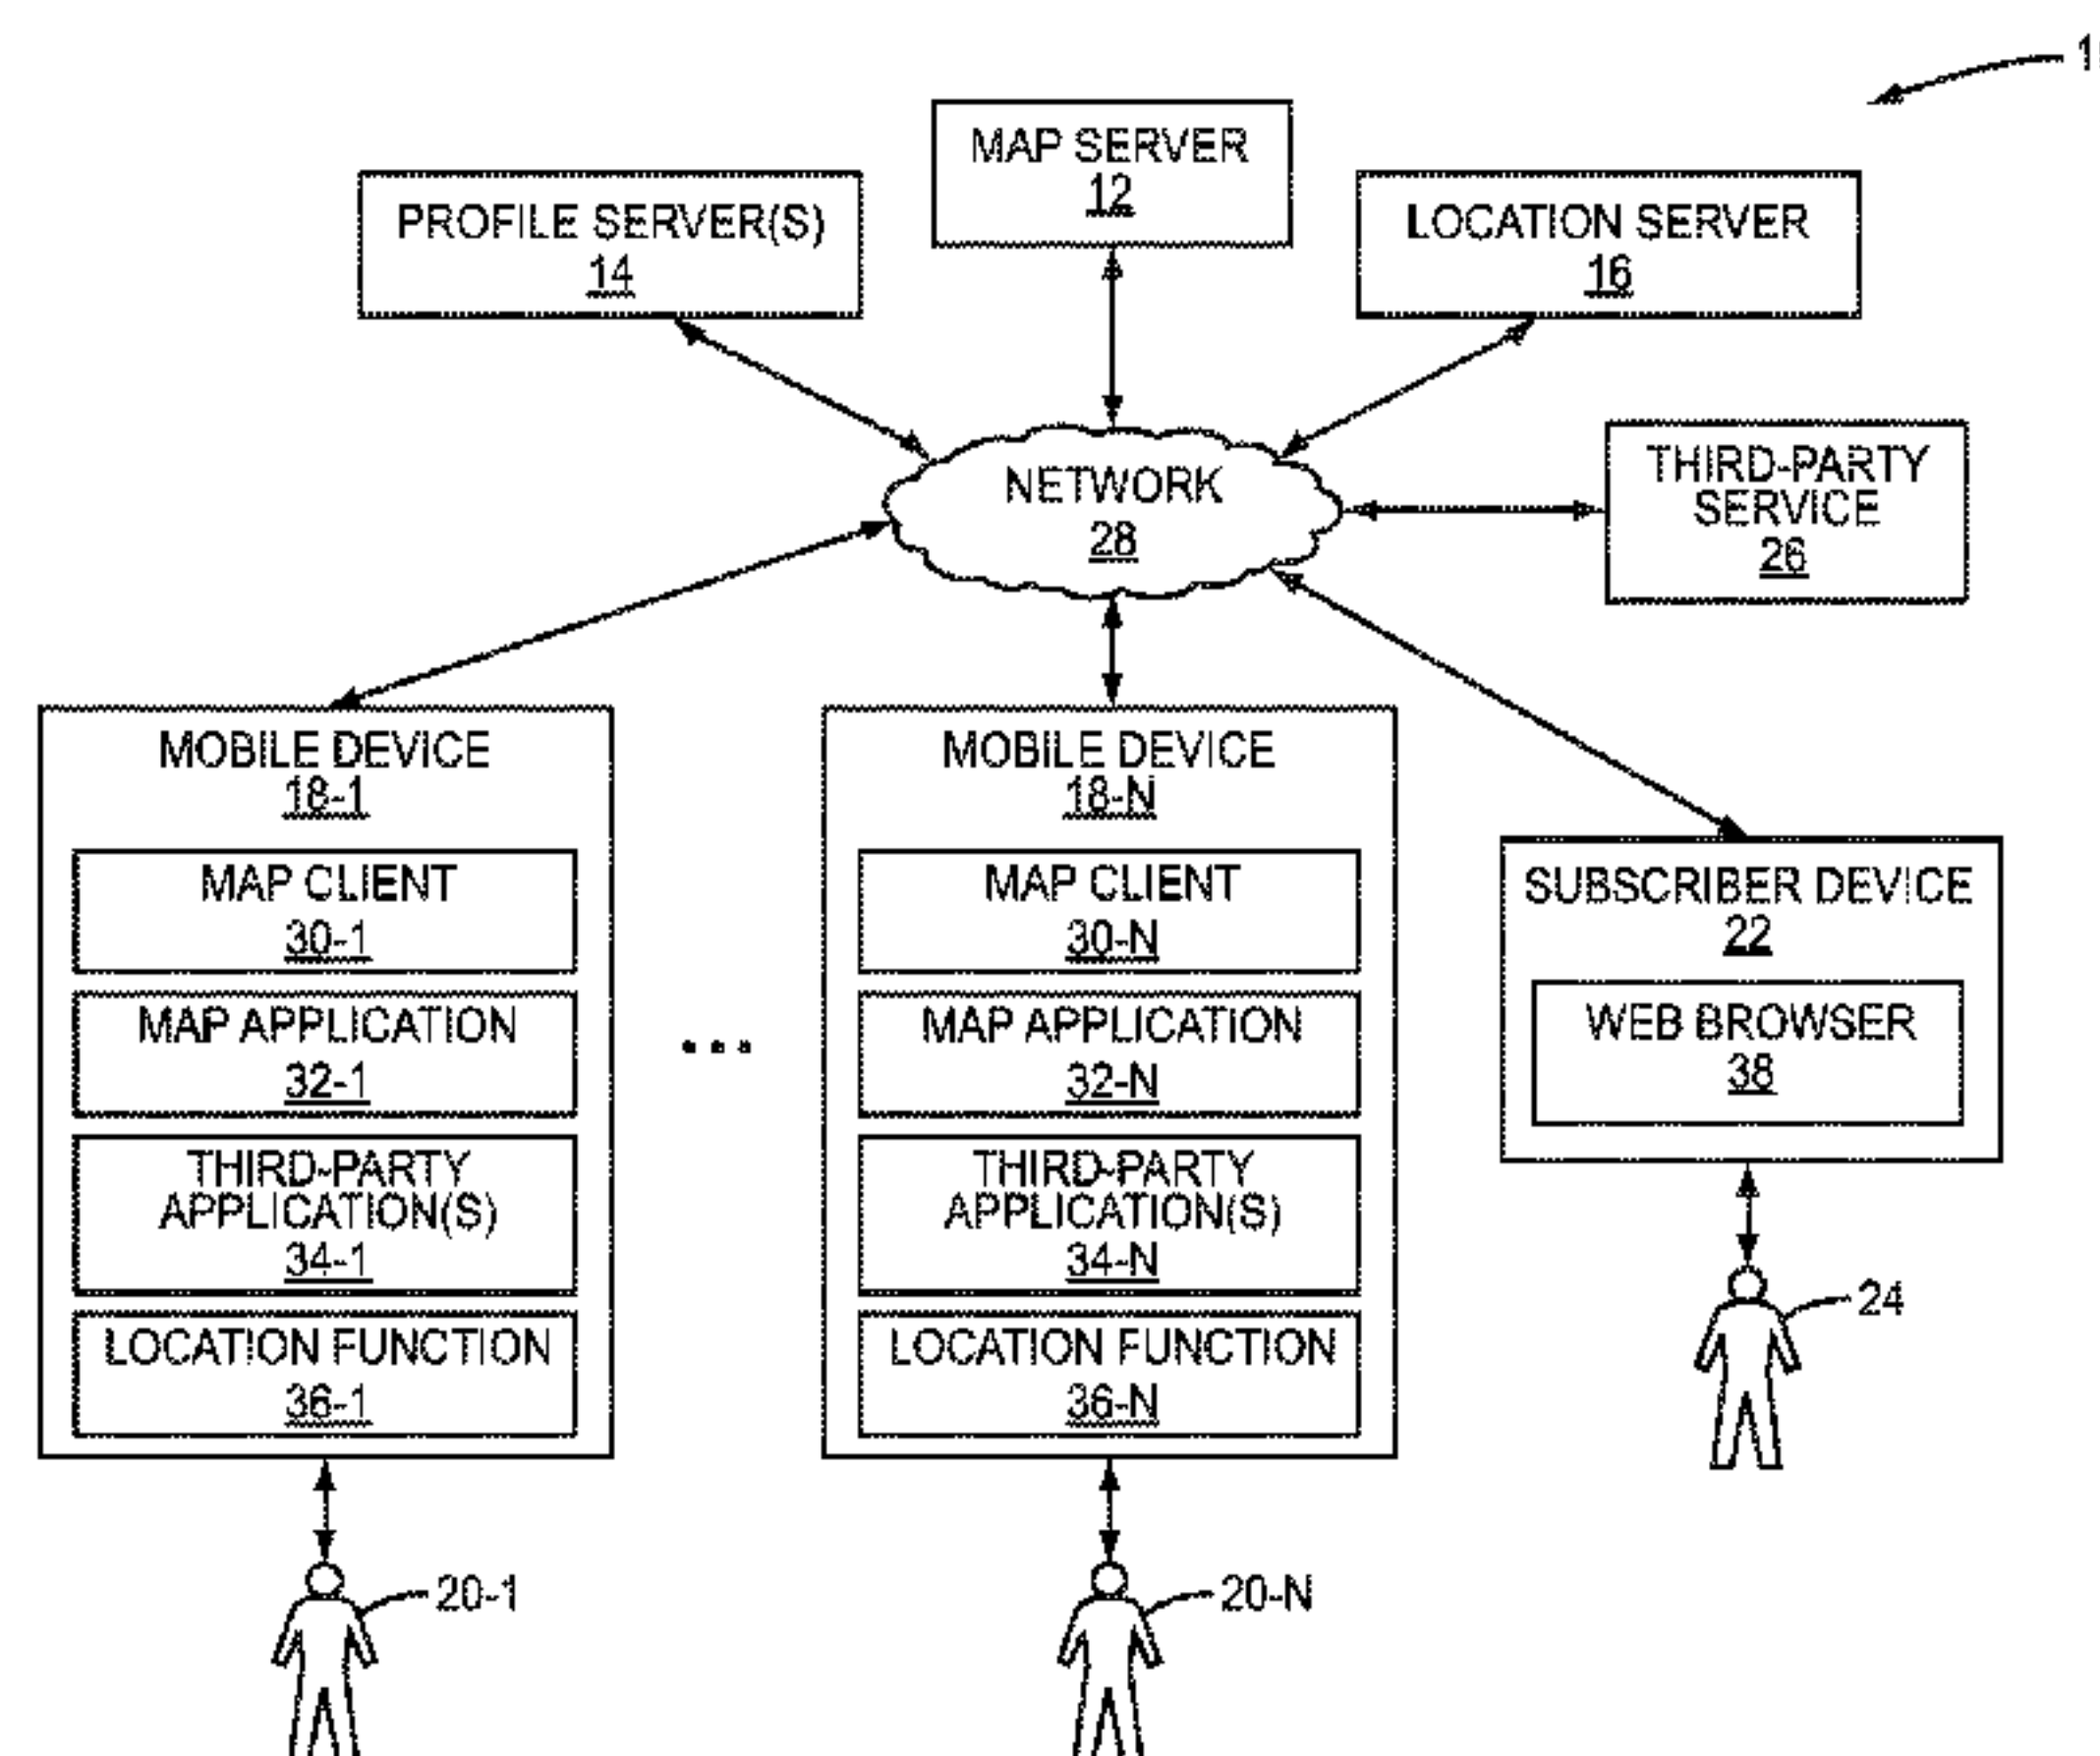 1
MAP SERVER
12
PROFILE SERVER(S)
14
LOCATION SERVER
16
NETWORK
28
THIRD-PARTY
SERVICE
26
MOBILE DEVICE
18-1
MAP CLIENT
30-1
MAP APPLICATION
32-1
THIRD-PARTY
APPLICATION(S)
34-1
LOCATION FUNCTION
36-1
20-1
...
MOBILE DEVICE
18-N
MAP CLIENT
30-N
MAP APPLICATION
32-N
THIRD-PARTY
APPLICATION(S)
34-N
LOCATION FUNCTION
36-N
20-N
SUBSCRIBER DEVICE
22
WEB BROWSER
38
24